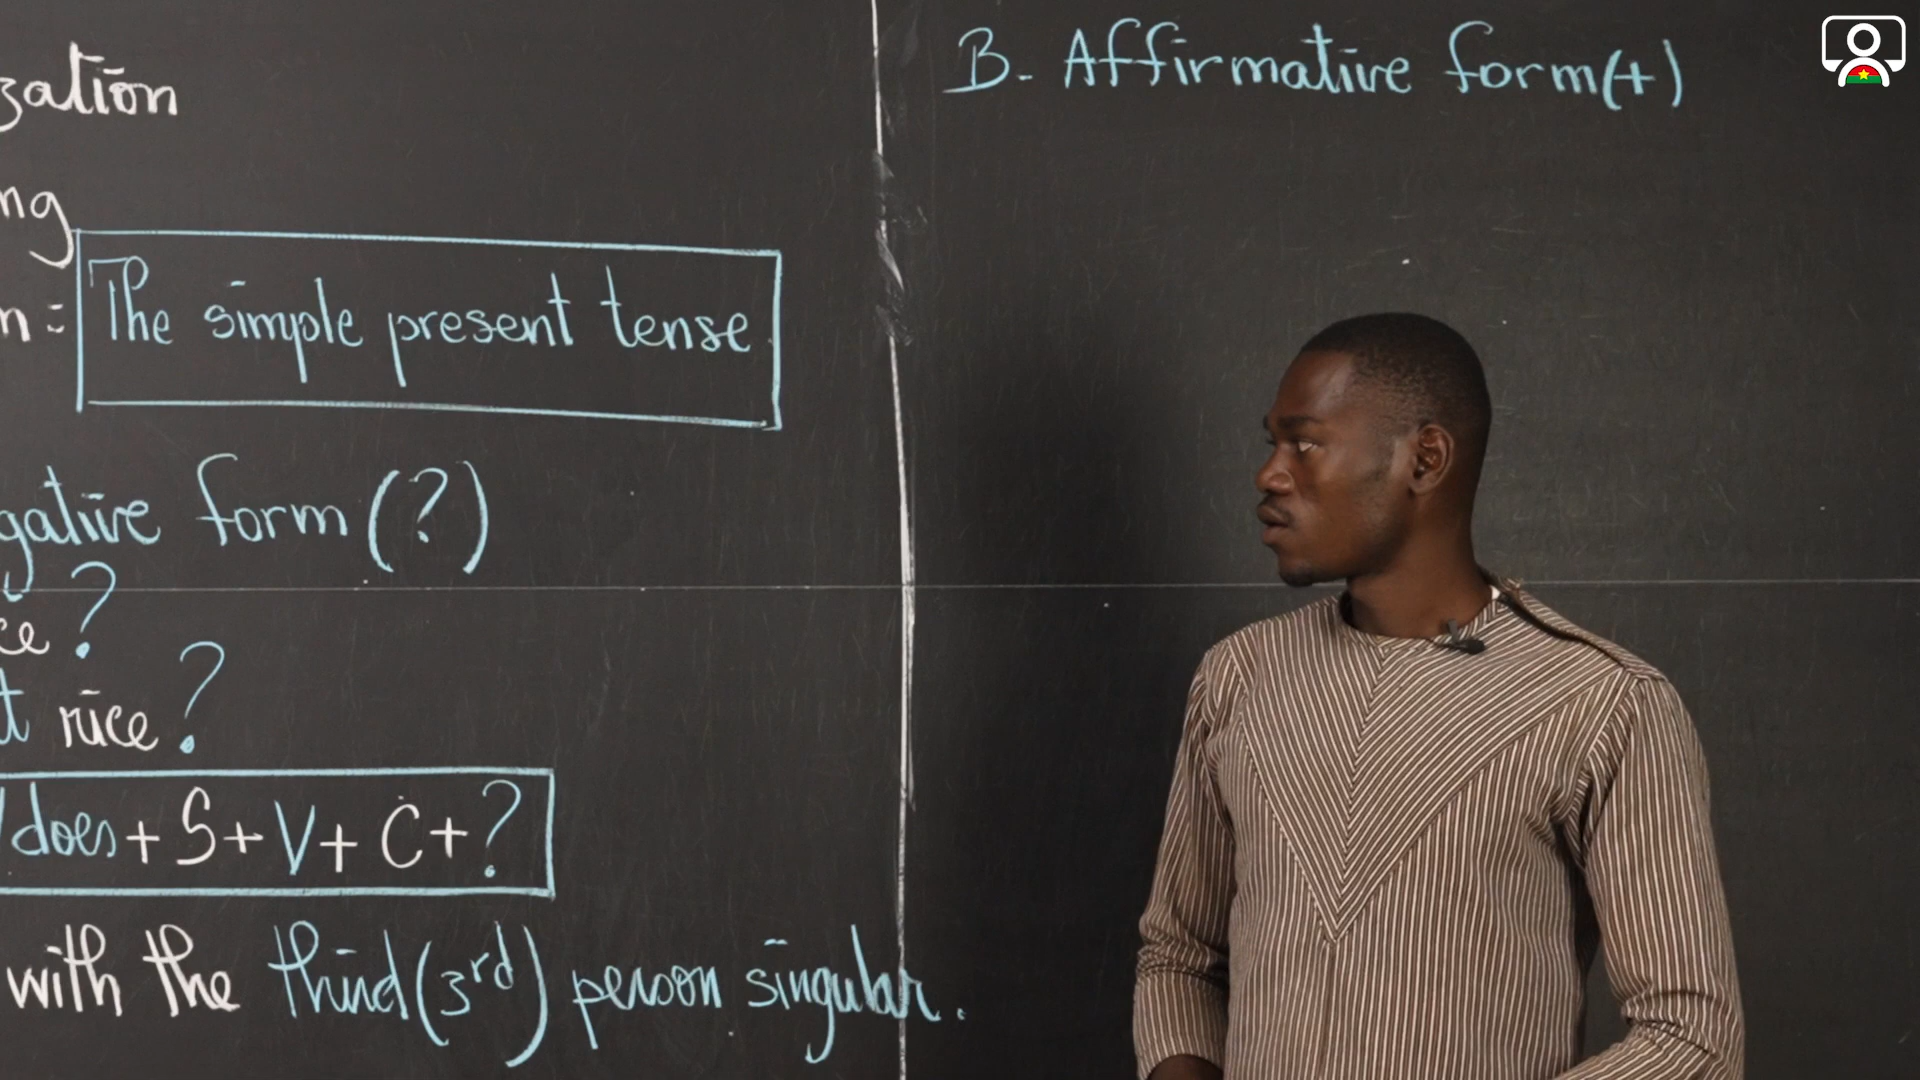 zation
ng
n = The simple present tense
gative form (?)
ce ?
t rice ?
/does + S + V + C + ?
with the third (3rd) person singular.
B- Affirmative form (+)